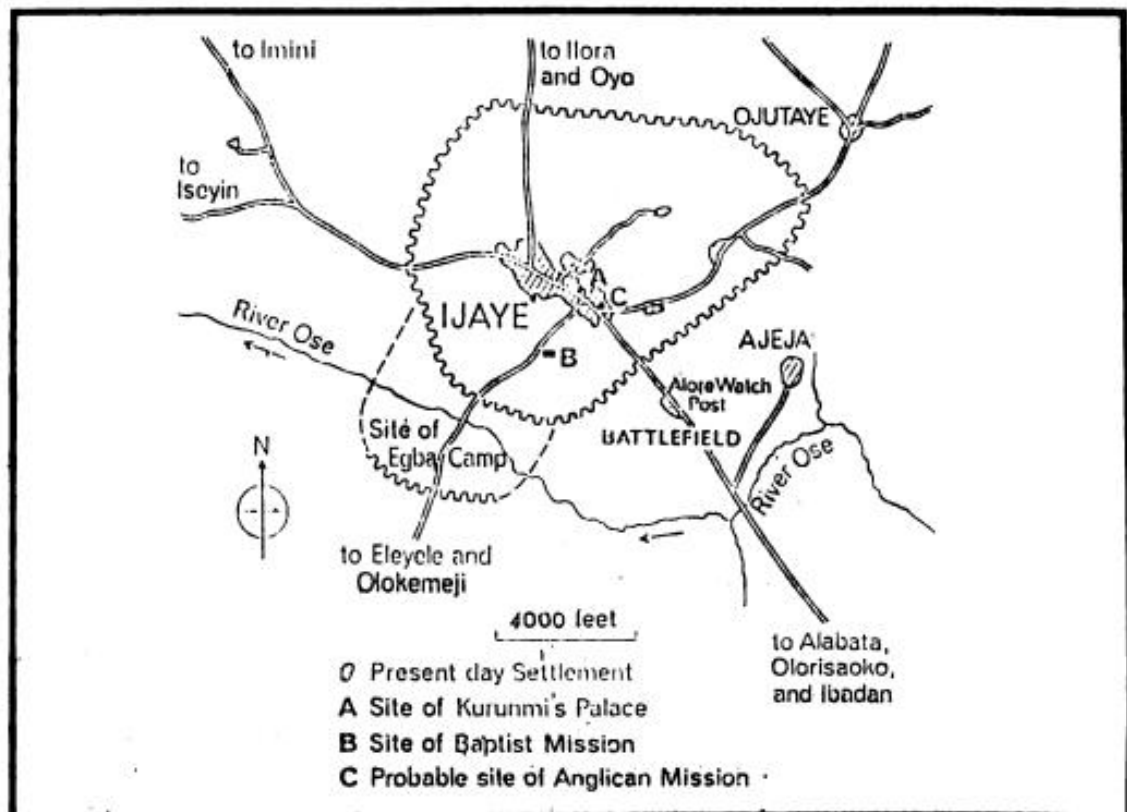 to Imini
to Ilora
and Oyo
OJUTAYE
to
Iseyin
A
C
IJAYE
River Ose
B
AJEJA
Alore Watch
Post
BATTLEFIELD
Site of
Egba Camp
River Ose
N
to Eleyele and
Olokemeji
4000 feet
to Alabata,
Olorisaoko,
and Ibadan
0 Present day Settlement
A Site of Kurunmi's Palace
B Site of Baptist Mission
C Probable site of Anglican Mission